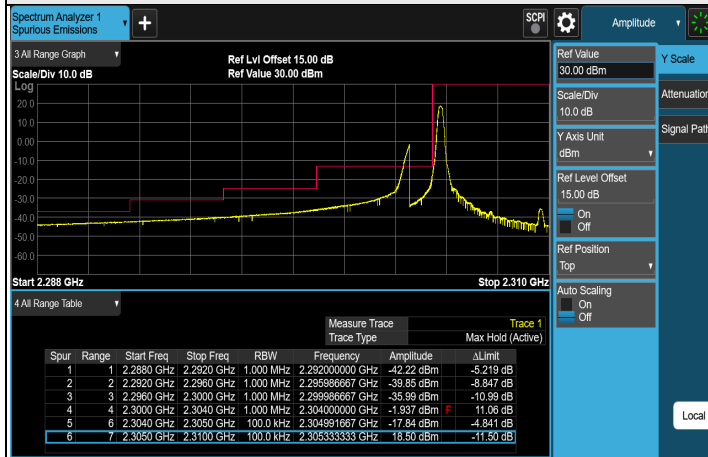 Spectrum Analyzer 1
Spurious Emissions
+
SCPI
Amplitude
3 All Range Graph
Ref Lvl Offset 15.00 dB
Scale/Div 10.0 dB
Ref Value 30.00 dBm
Log
20.0
10.0
0.00
-10.0
-20.0
-30.0
-40.0
-50.0
-60.0
Start 2.288 GHz
Stop 2.310 GHz
4 All Range Table
Measure Trace Trace 1
Trace Type Max Hold (Active)
Spur Range Start Freq Stop Freq RBW Frequency Amplitude ΔLimit
1 1 2.2880 GHz 2.2920 GHz 1.000 MHz 2.292000000 GHz -42.22 dBm -5.219 dB
2 2 2.2920 GHz 2.2960 GHz 1.000 MHz 2.295986667 GHz -39.85 dBm -8.847 dB
3 3 2.2960 GHz 2.3000 GHz 1.000 MHz 2.299986667 GHz -35.99 dBm -10.99 dB
4 4 2.3000 GHz 2.3040 GHz 1.000 MHz 2.304000000 GHz -1.937 dBm F 11.06 dB
5 6 2.3040 GHz 2.3050 GHz 100.0 kHz 2.304991667 GHz -17.84 dBm -4.841 dB
6 7 2.3050 GHz 2.3100 GHz 100.0 kHz 2.305333333 GHz 18.50 dBm -11.50 dB
Ref Value
30.00 dBm
Scale/Div
10.0 dB
Y Axis Unit
dBm
Ref Level Offset
15.00 dB
On
Off
Ref Position
Top
Auto Scaling
On
Off
Y Scale
Attenuation
Signal Path
Local